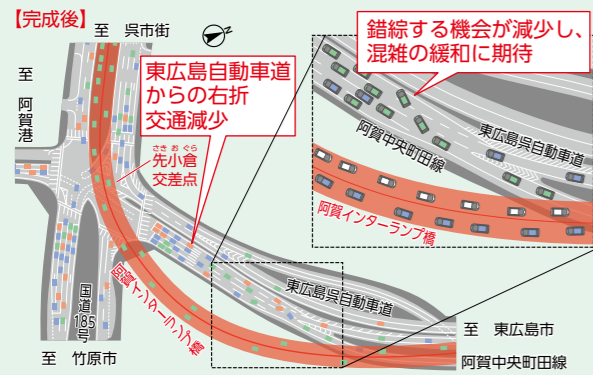 【完成後】
至 呉市街
至 阿賀港
東広島自動車道
からの右折
交通減少
さきおぐら
先小倉
交差点
錯綜する機会が減少し、
混雑の緩和に期待
東広島呉自動車道
阿賀中央町田線
阿賀インターランプ橋
阿賀インターランプ橋
東広島呉自動車道
国道185号
至 竹原市
至 東広島市
阿賀中央町田線